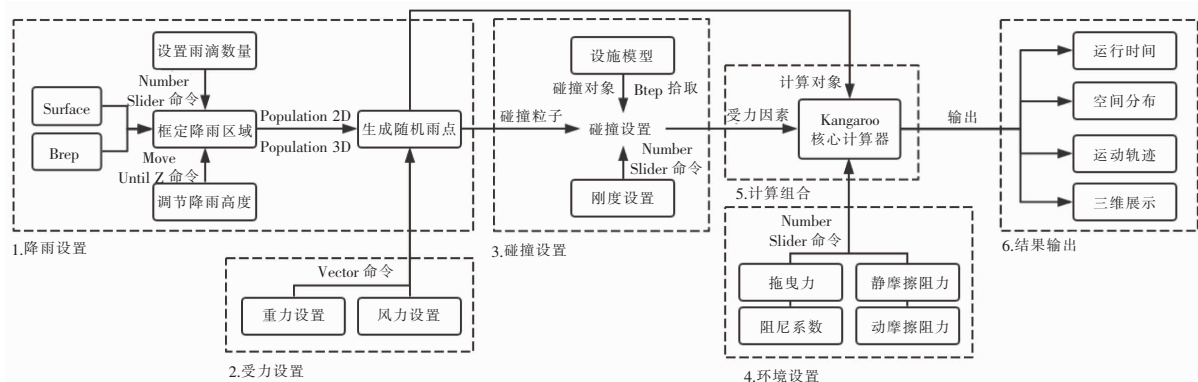 设置雨滴数量
Number
Slider 命令
Surface
Brep
框定降雨区域
Move
Until Z 命令
调节降雨高度
Population 2D
Population 3D
生成随机雨点
1.降雨设置
Vector 命令
重力设置
风力设置
2.受力设置
碰撞粒子
设施模型
碰撞对象
Btep 拾取
碰撞设置
Number
Slider 命令
刚度设置
3.碰撞设置
受力因素
计算对象
Kangaroo
核心计算器
5.计算组合
Number
Slider 命令
拖曳力
静摩擦阻力
阻尼系数
动摩擦阻力
4.环境设置
输出
运行时间
空间分布
运动轨迹
三维展示
6.结果输出